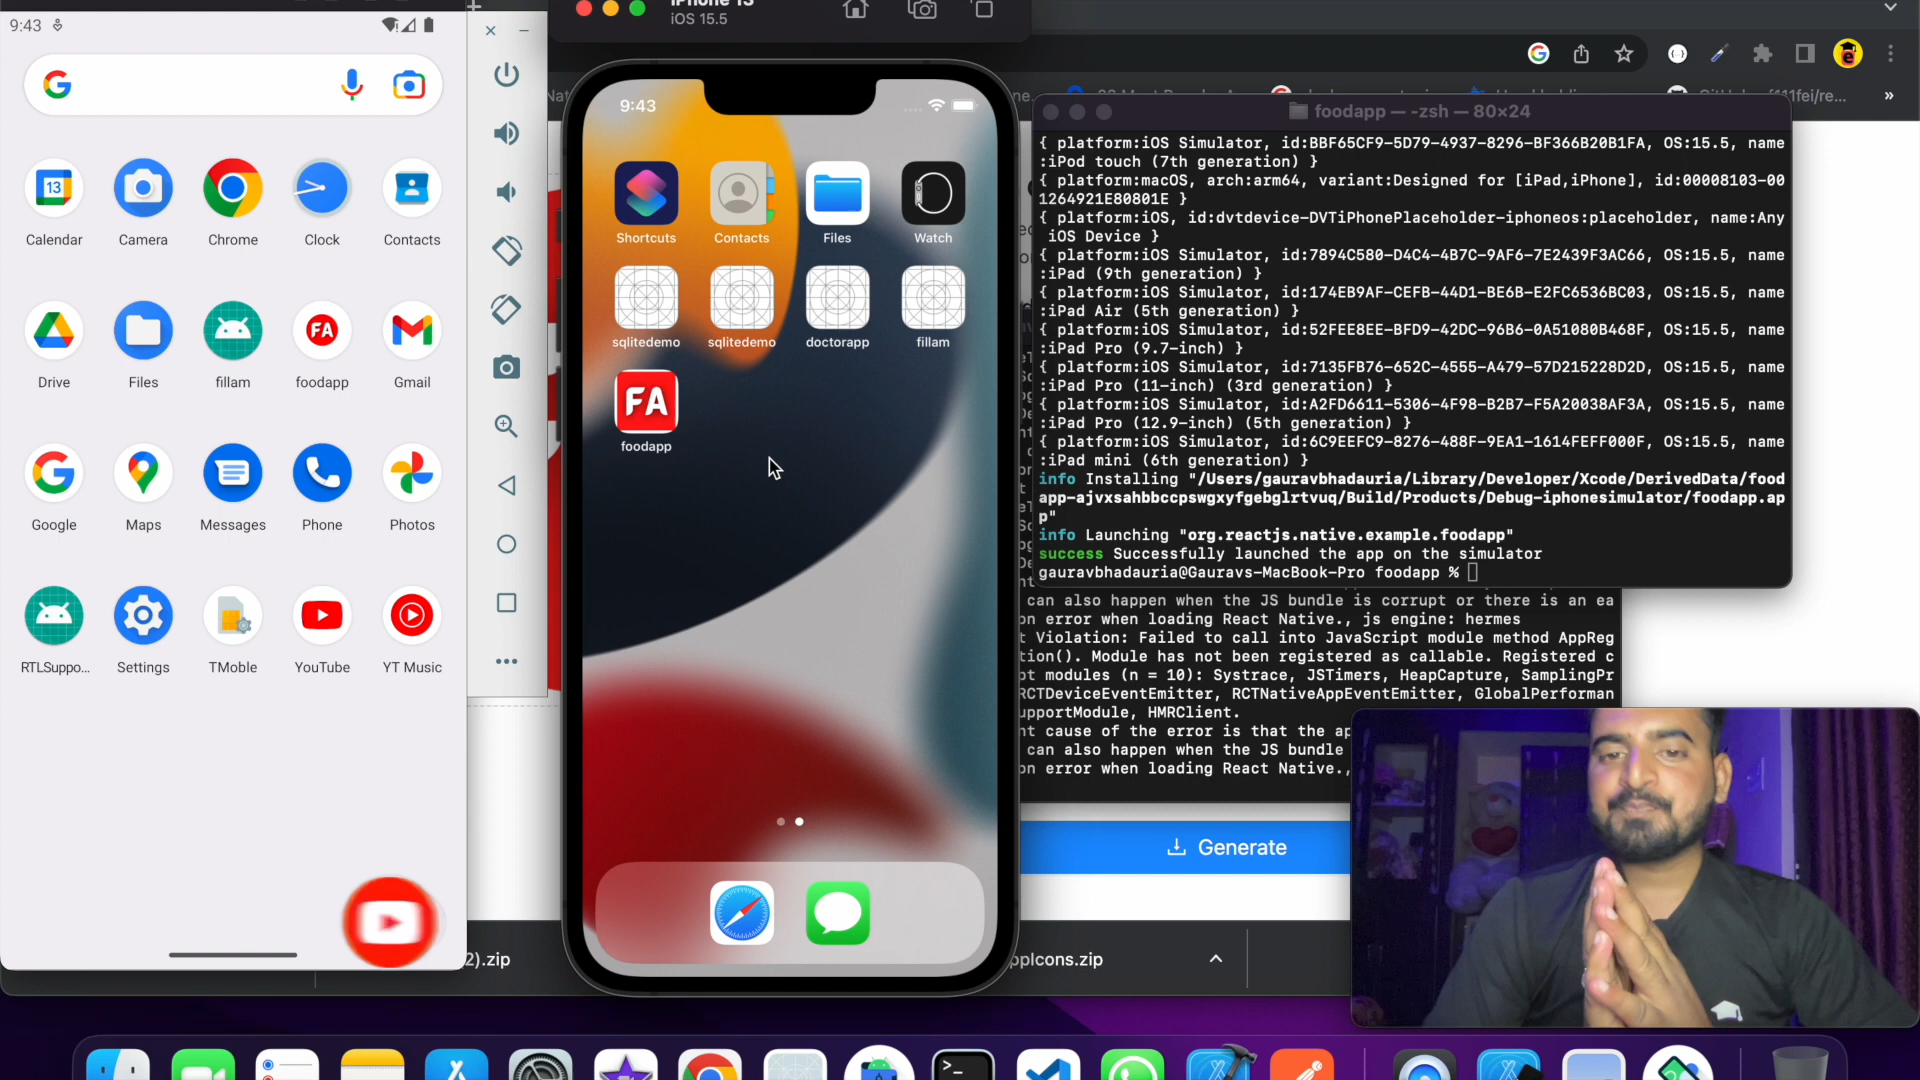 9:43
Calendar
Camera
Chrome
Clock
Contacts
Drive
Files
fillam
foodapp
Gmail
Google
Maps
Messages
Phone
Photos
RTLSuppo...
Settings
TMoble
YouTube
YT Music
13
FA
iOS 15.5
9:43
Shortcuts
Contacts
Files
Watch
sqlitedemo
sqlitedemo
doctorapp
fillam
FA
foodapp
foodapp — -zsh — 80×24
{ platform:iOS Simulator, id:BBF65CF9-5D79-4937-8296-BF366B20B1FA, OS:15.5, name
:iPod touch (7th generation) }
{ platform:macOS, arch:arm64, variant:Designed for [iPad,iPhone], id:00008103-00
1264921E80801E }
{ platform:iOS, id:dvtdevice-DVTiPhonePlaceholder-iphoneos:placeholder, name:Any
iOS Device }
{ platform:iOS Simulator, id:7894C580-D4C4-4B7C-9AF6-7E2439F3AC66, OS:15.5, name
:iPad (9th generation) }
{ platform:iOS Simulator, id:174EB9AF-CEFB-44D1-BE6B-E2FC6536BC03, OS:15.5, name
:iPad Air (5th generation) }
{ platform:iOS Simulator, id:52FEE8EE-BFD9-42DC-96B6-0A51080B468F, OS:15.5, name
:iPad Pro (9.7-inch) }
{ platform:iOS Simulator, id:7135FB76-652C-4555-A479-57D215228D2D, OS:15.5, name
:iPad Pro (11-inch) (3rd generation) }
{ platform:iOS Simulator, id:A2FD6611-5306-4F98-B2B7-F5A20038AF3A, OS:15.5, name
:iPad Pro (12.9-inch) (5th generation) }
{ platform:iOS Simulator, id:6C9EEFC9-8276-488F-9EA1-1614FEFF000F, OS:15.5, name
:iPad mini (6th generation) }
info Installing "/Users/gauravbhadauria/Library/Developer/Xcode/DerivedData/food
app-ajvxsahbbccpswgxyfgebglrtvuq/Build/Products/Debug-iphonesimulator/foodapp.ap
p"
info Launching "org.reactjs.native.example.foodapp"
success Successfully launched the app on the simulator
gauravbhadauria@Gauravs-MacBook-Pro foodapp %
can also happen when the JS bundle is corrupt or there is an ea
on error when loading React Native., js engine: hermes
t Violation: Failed to call into JavaScript module method AppReg
tion(). Module has not been registered as callable. Registered c
pt modules (n = 10): Systrace, JSTimers, HeapCapture, SamplingPr
RCTDeviceEventEmitter, RCTNativeAppEventEmitter, GlobalPerforman
upportModule, HMRClient.
nt cause of the error is that the ap
can also happen when the JS bundle
on error when loading React Native.,
Generate
2).zip
ppIcons.zip